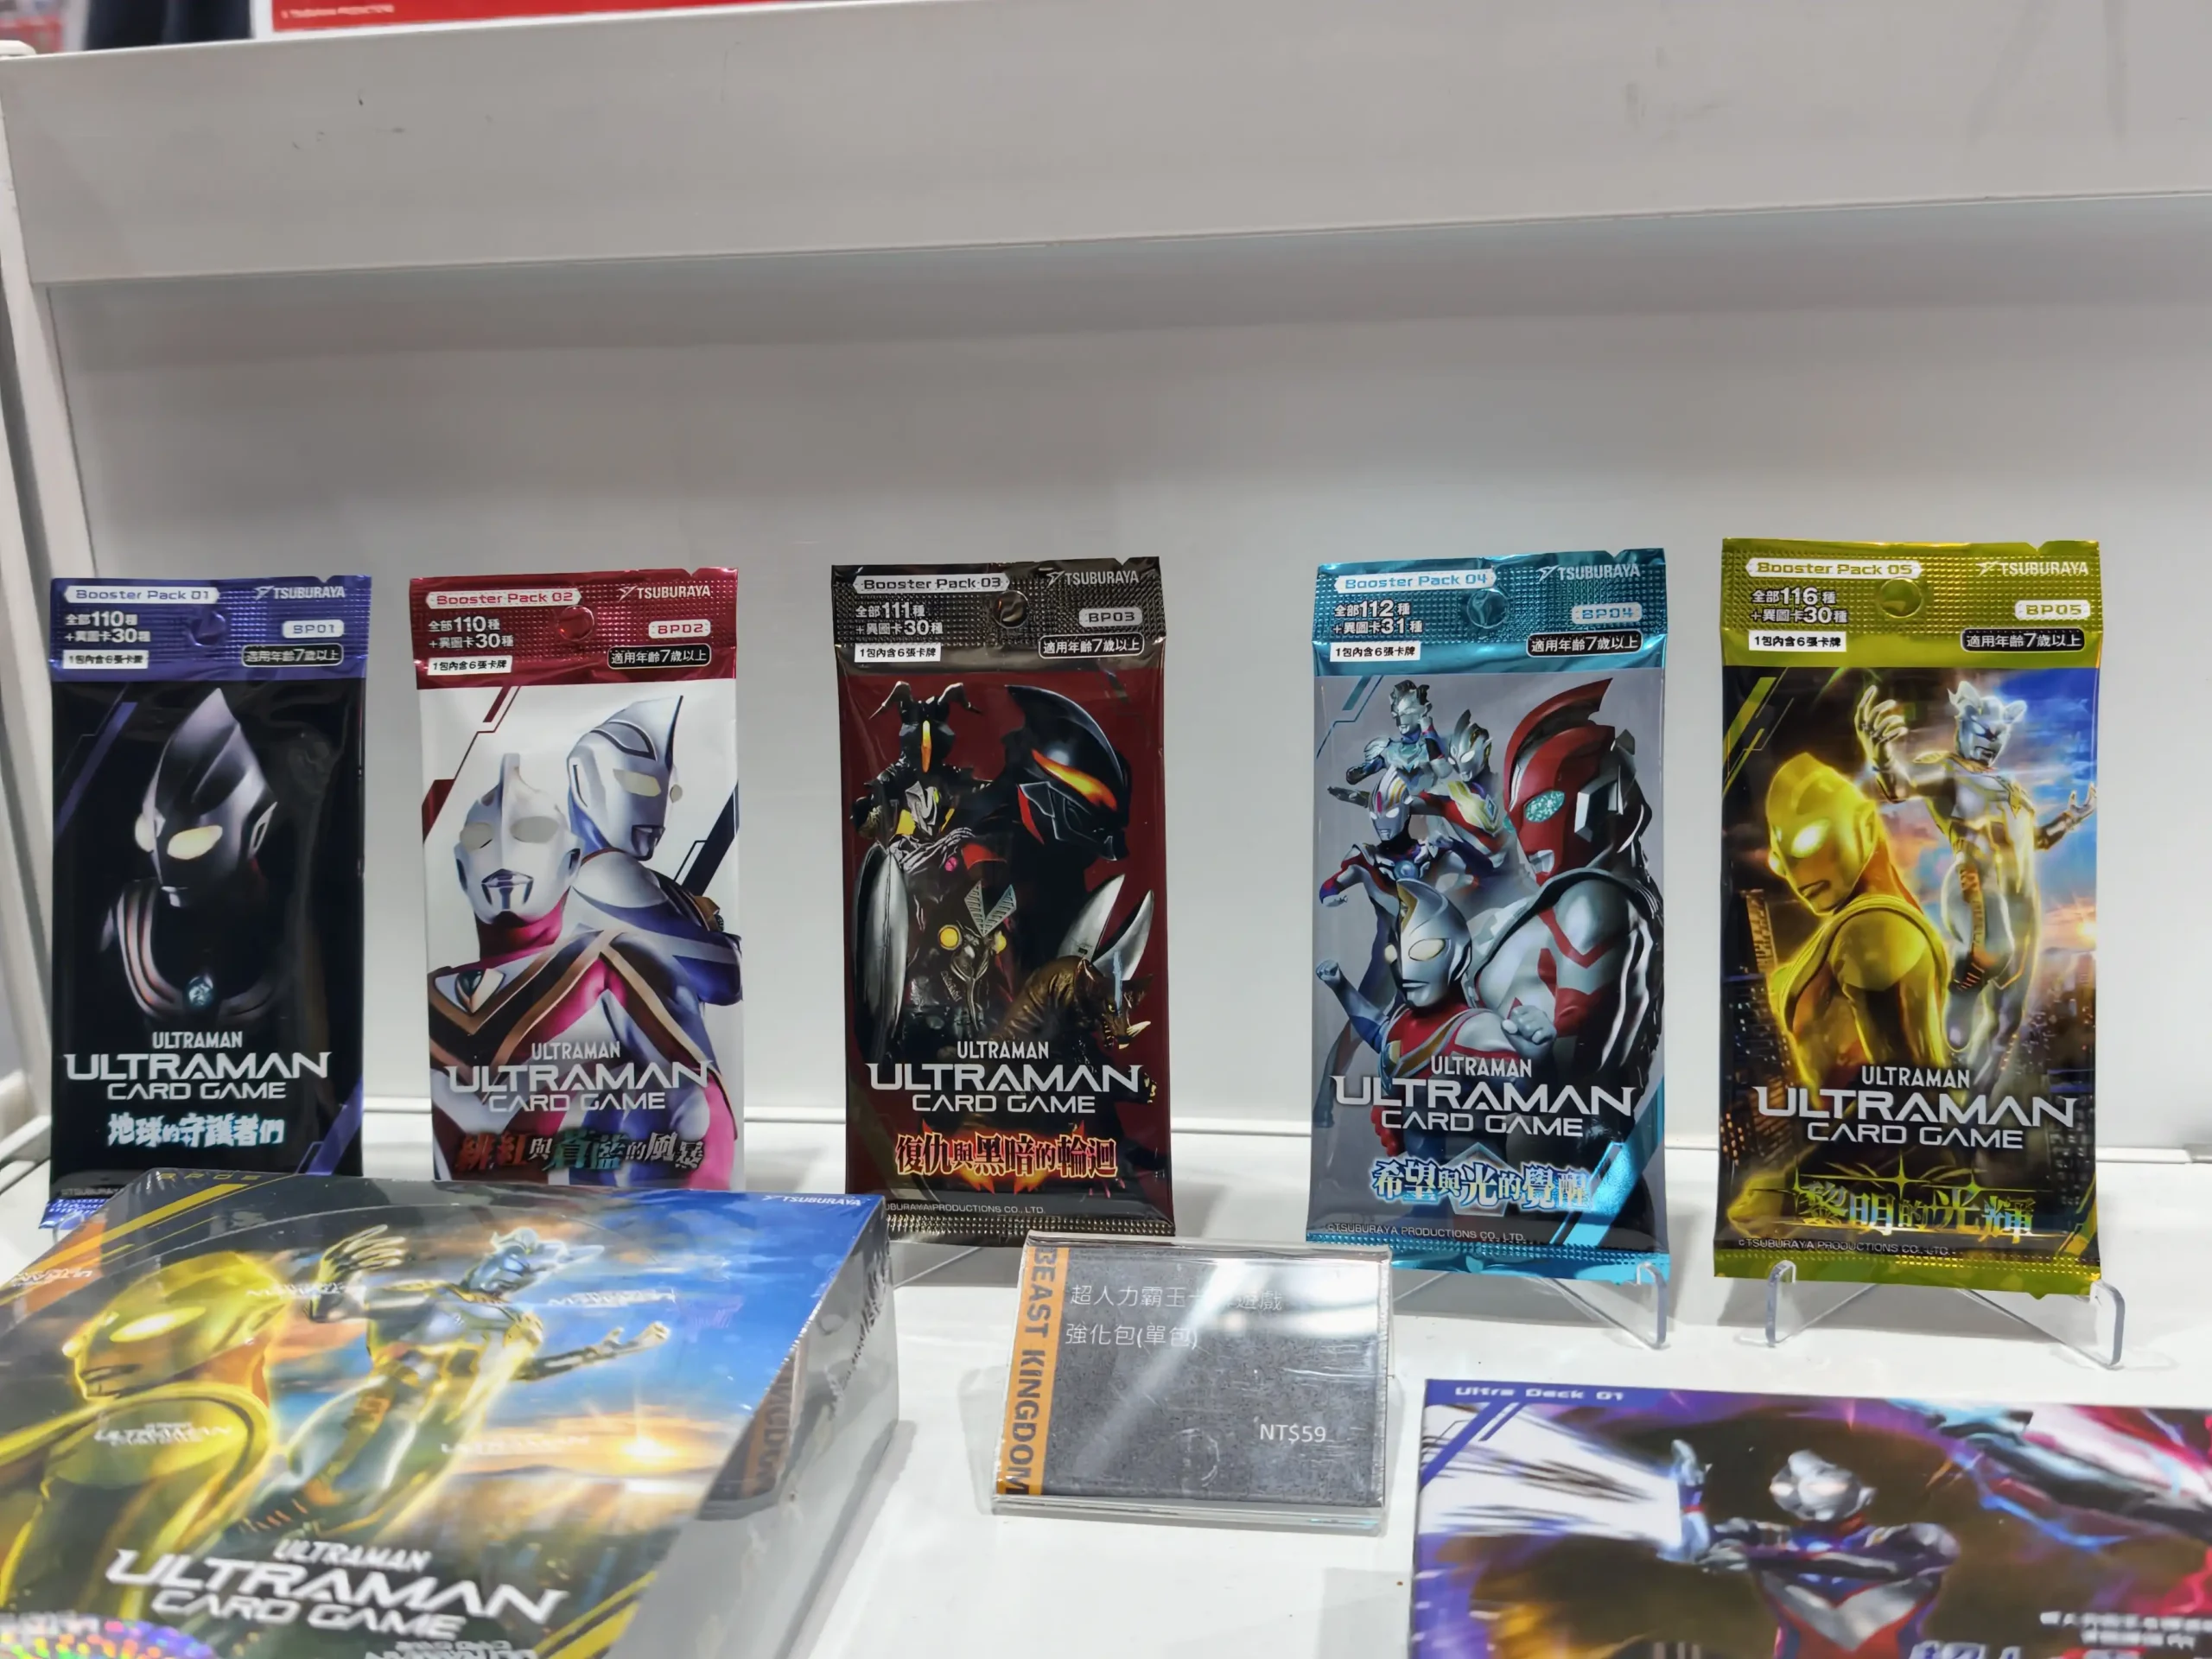 Booster Pack 01
TSUBURAYA
全部110種
+異圖卡30種
BP01
1包內含6張卡牌
適用年齡7歲以上
ULTRAMAN
ULTRAMAN
CARD GAME
地球的守護者們
Booster Pack 02
TSUBURAYA
全部110種
+異圖卡30種
BP02
1包內含6張卡牌
適用年齡7歲以上
ULTRAMAN
ULTRAMAN
CARD GAME
緋紅與蒼藍的風暴
Booster Pack 03
TSUBURAYA
全部111種
+異圖卡30種
BP03
1包內含6張卡牌
適用年齡7歲以上
ULTRAMAN
ULTRAMAN
CARD GAME
復仇與黑暗的輪迴
PRODUCTIONS CO., LTD.
Booster Pack 04
TSUBURAYA
全部112種
+異圖卡31種
BP04
1包內含6張卡牌
適用年齡7歲以上
ULTRAMAN
ULTRAMAN
CARD GAME
希望與光的覺醒
©TSUBURAYA PRODUCTIONS CO., LTD.
Booster Pack 05
TSUBURAYA
全部116種
+異圖卡30種
BP05
1包內含6張卡牌
適用年齡7歲以上
ULTRAMAN
ULTRAMAN
CARD GAME
黎明的光輝
©TSUBURAYA PRODUCTIONS CO., LTD.
TSUBURAYA
ULTRAMAN
ULTRAMAN
CARD GAME
BEAST KINGDOM
超人力霸王卡 遊戲
強化包(單包)
NT$59
Ultra Deck 01